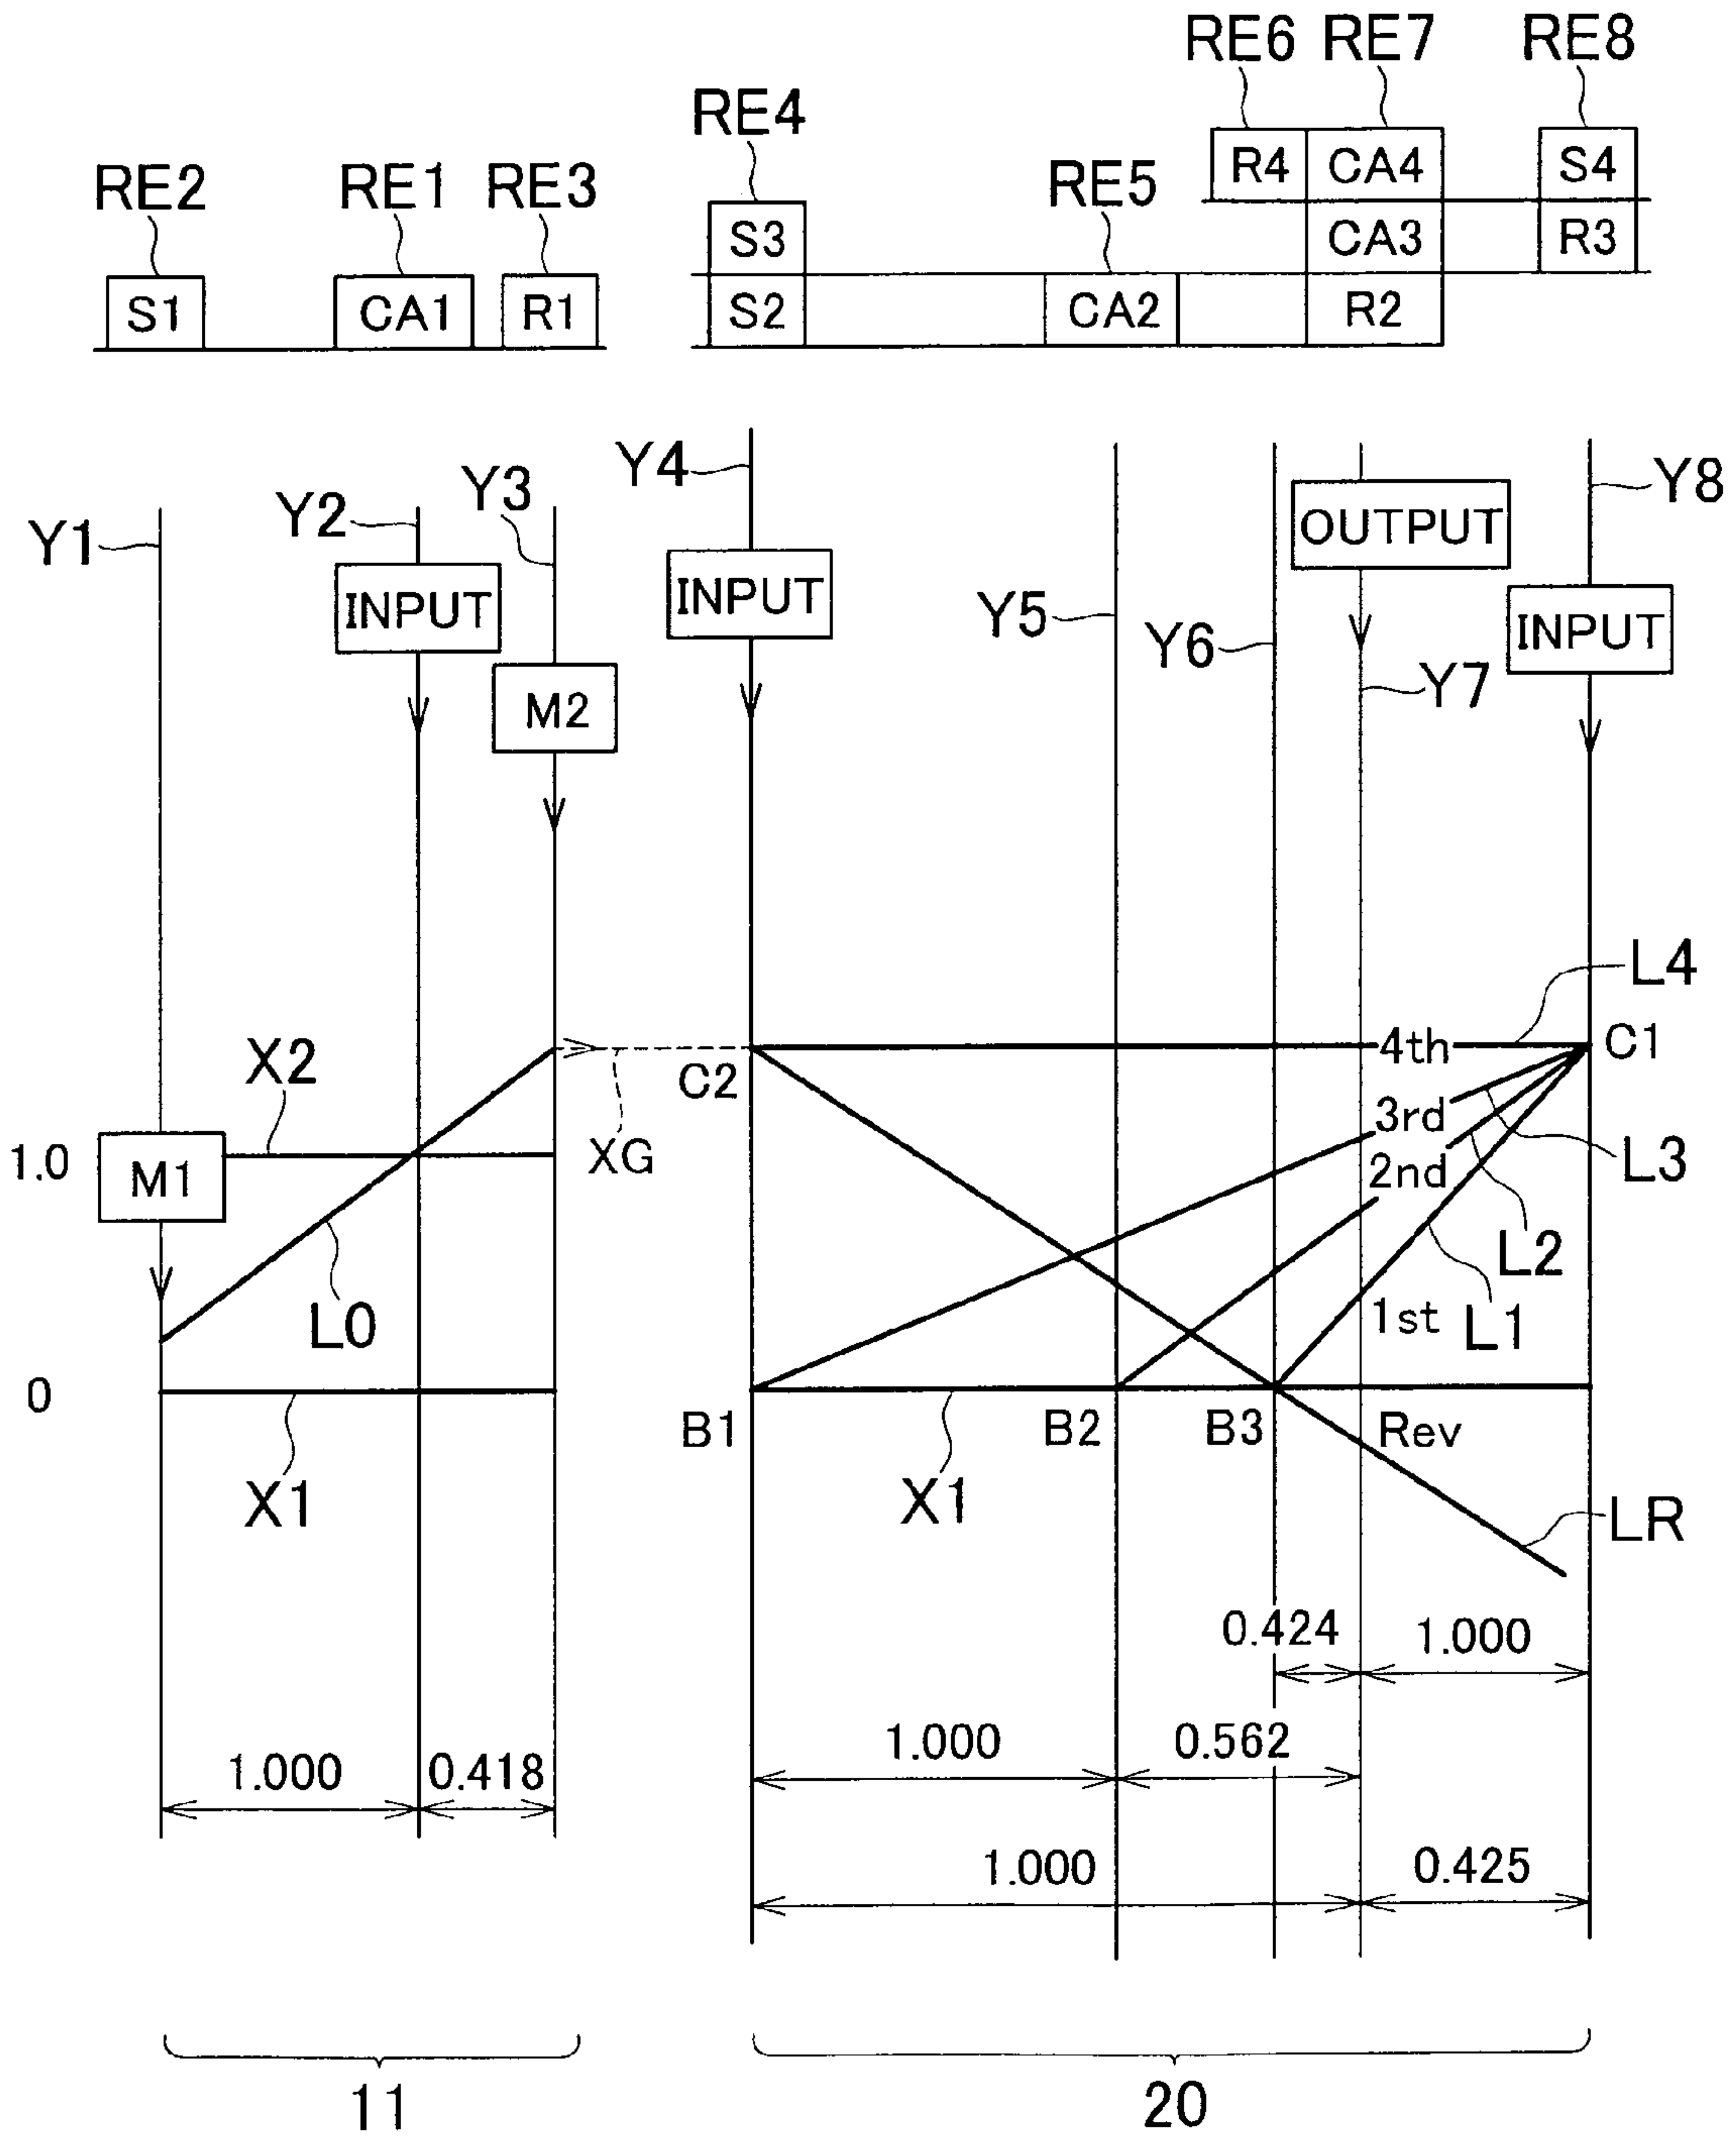 RE6 RE7 RE8
RE4
R4 CA4 S4
RE2 RE1 RE3 RE5
S3 CA3 R3
S1 CA1 R1 S2 CA2 R2
Y4 Y8
Y3
Y2
Y1 OUTPUT
INPUT INPUT Y5 INPUT
Y6
Y7
M2
L4
X2 C2 4th C1
3rd
1.0 M1 XG 2nd L3
L2
L0 1st L1
0
B1 B2 B3 Rev
X1 X1
LR
0.424 1.000
1.000 0.562
1.000 0.418
1.000 0.425
11 20